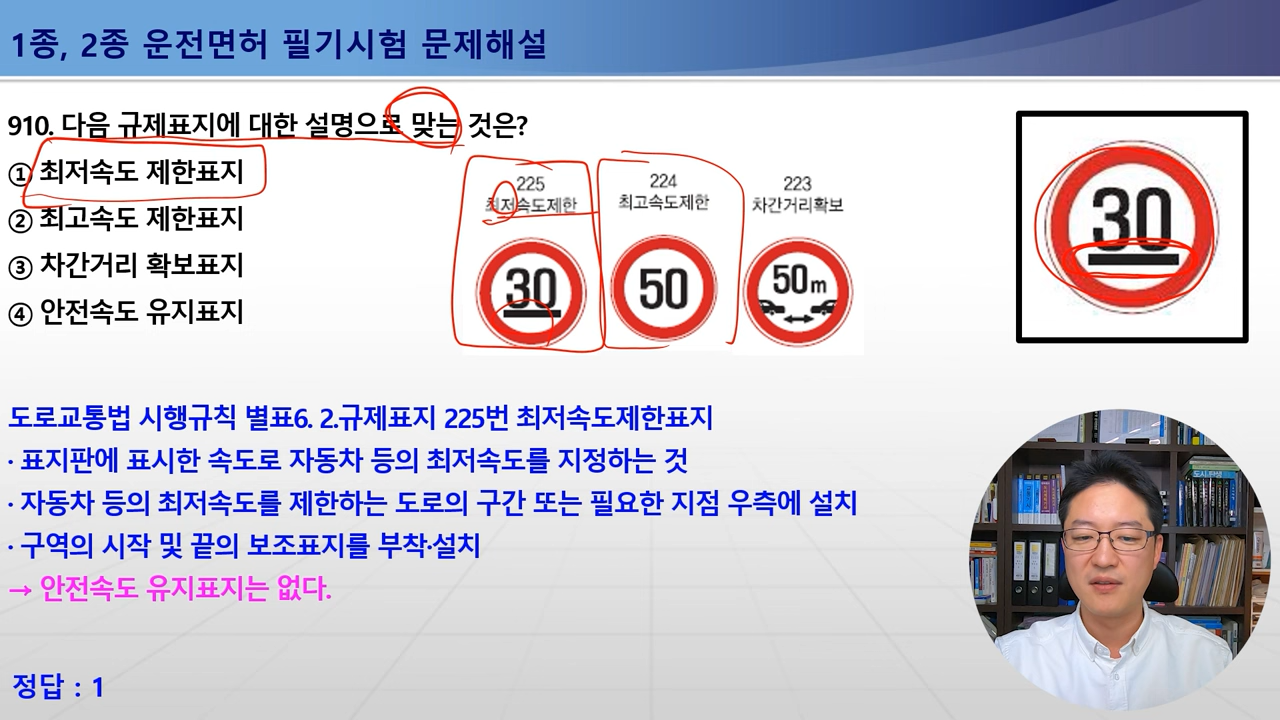 1종, 2종 운전면허 필기시험 문제해설
910. 다음 규제표지에 대한 설명으로 맞는 것은?
① 최저속도 제한표지
② 최고속도 제한표지
③ 차간거리 확보표지
④ 안전속도 유지표지
225
최저속도제한
30
224
최고속도제한
50
223
차간거리확보
50m
30
도로교통법 시행규칙 별표6. 2.규제표지 225번 최저속도제한표지
· 표지판에 표시한 속도로 자동차 등의 최저속도를 지정하는 것
· 자동차 등의 최저속도를 제한하는 도로의 구간 또는 필요한 지점 우측에 설치
· 구역의 시작 및 끝의 보조표지를 부착·설치
→ 안전속도 유지표지는 없다.
정답 : 1